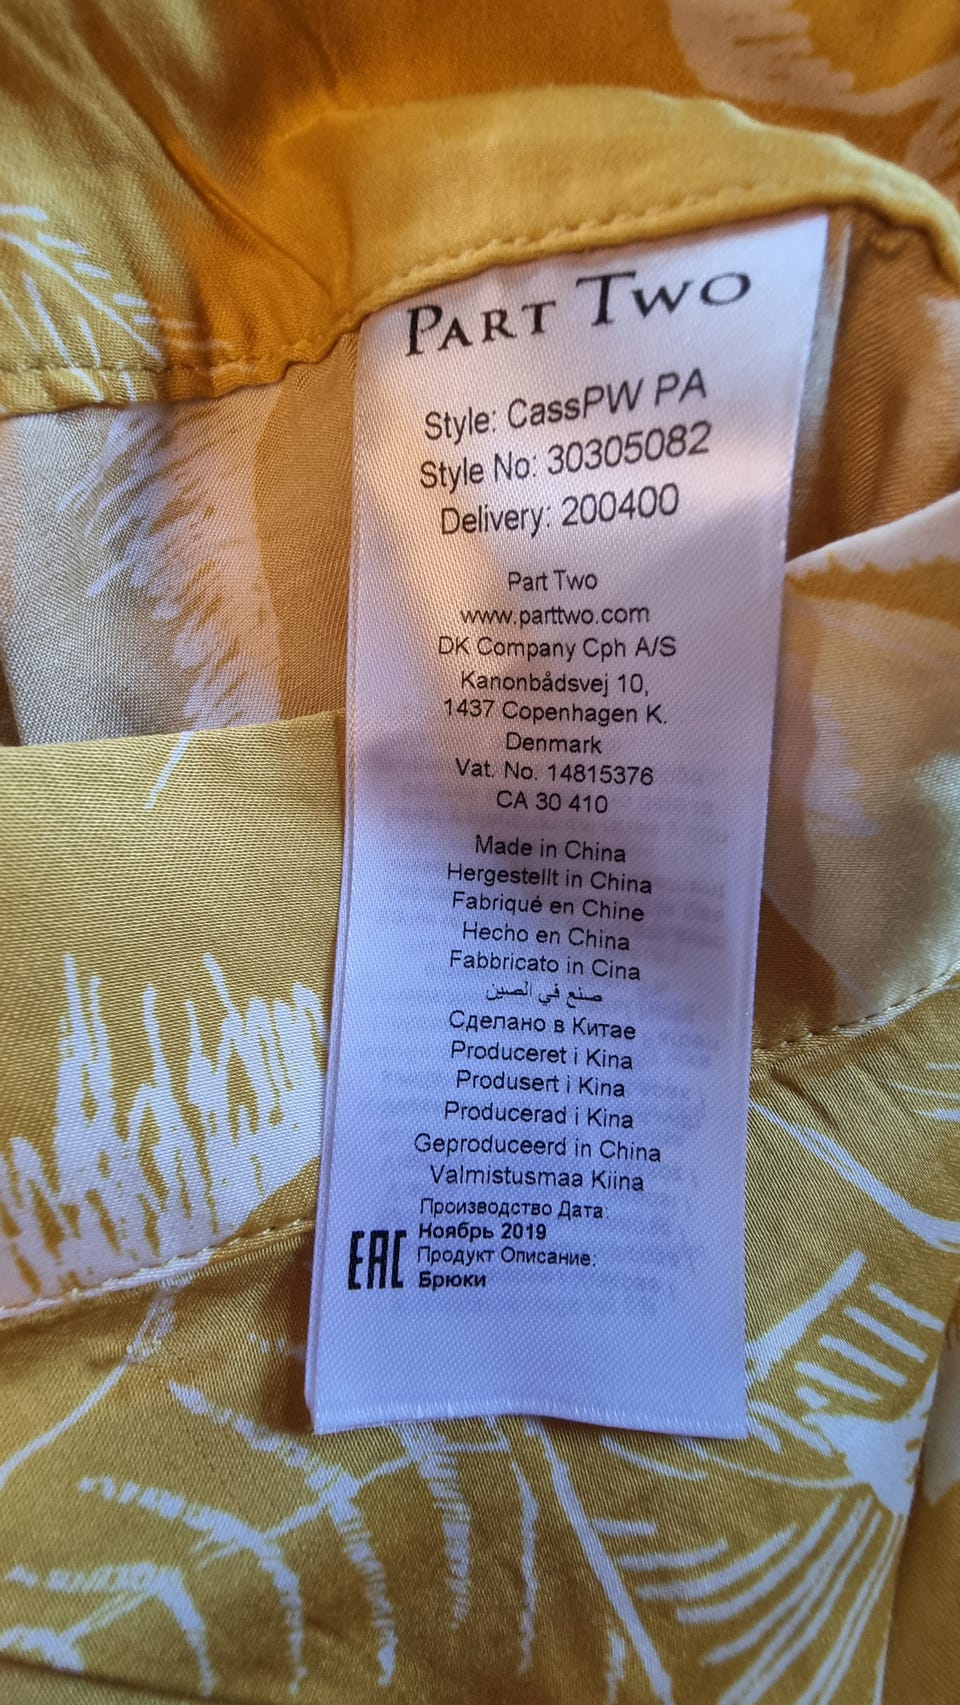 PART TWO
Style: CassPW PA
Style No: 30305082
Delivery: 200400
Part Two
www.parttwo.com
DK Company Cph A/S
Kanonbådsvej 10,
1437 Copenhagen K.
Denmark
Vat. No. 14815376
CA 30 410
Made in China
Hergestellt in China
Fabriqué en Chine
Hecho en China
Fabbricato in Cina
صنع في الصين
Сделано в Китае
Produceret i Kina
Produsert i Kina
Producerad i Kina
Geproduceerd in China
Valmistusmaa Kiina
Производство Дата:
Ноябрь 2019
EAC Продукт Описание:
Брюки